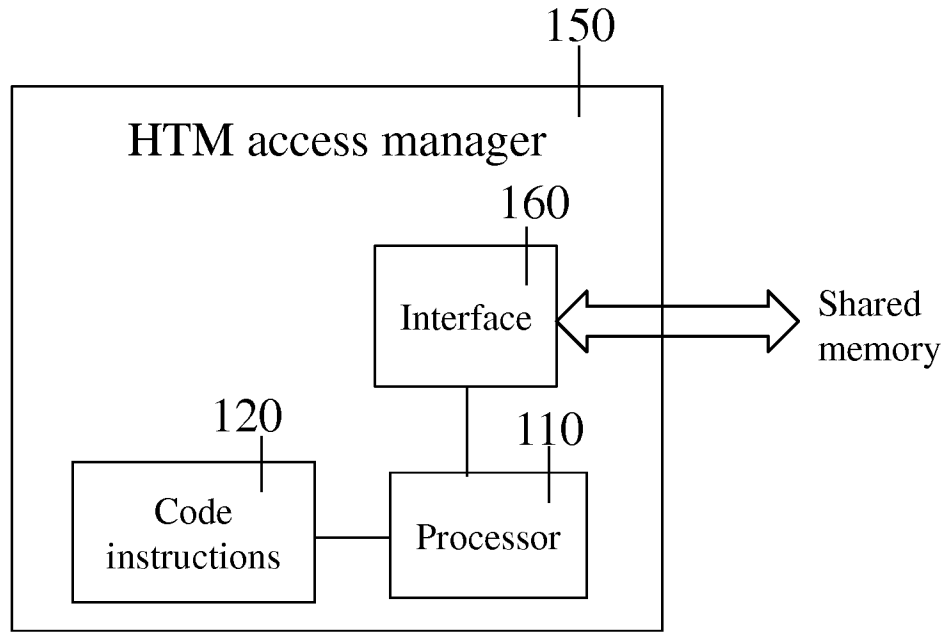 150
HTM access manager
160
Interface
Shared
memory
120
110
Code
instructions
Processor